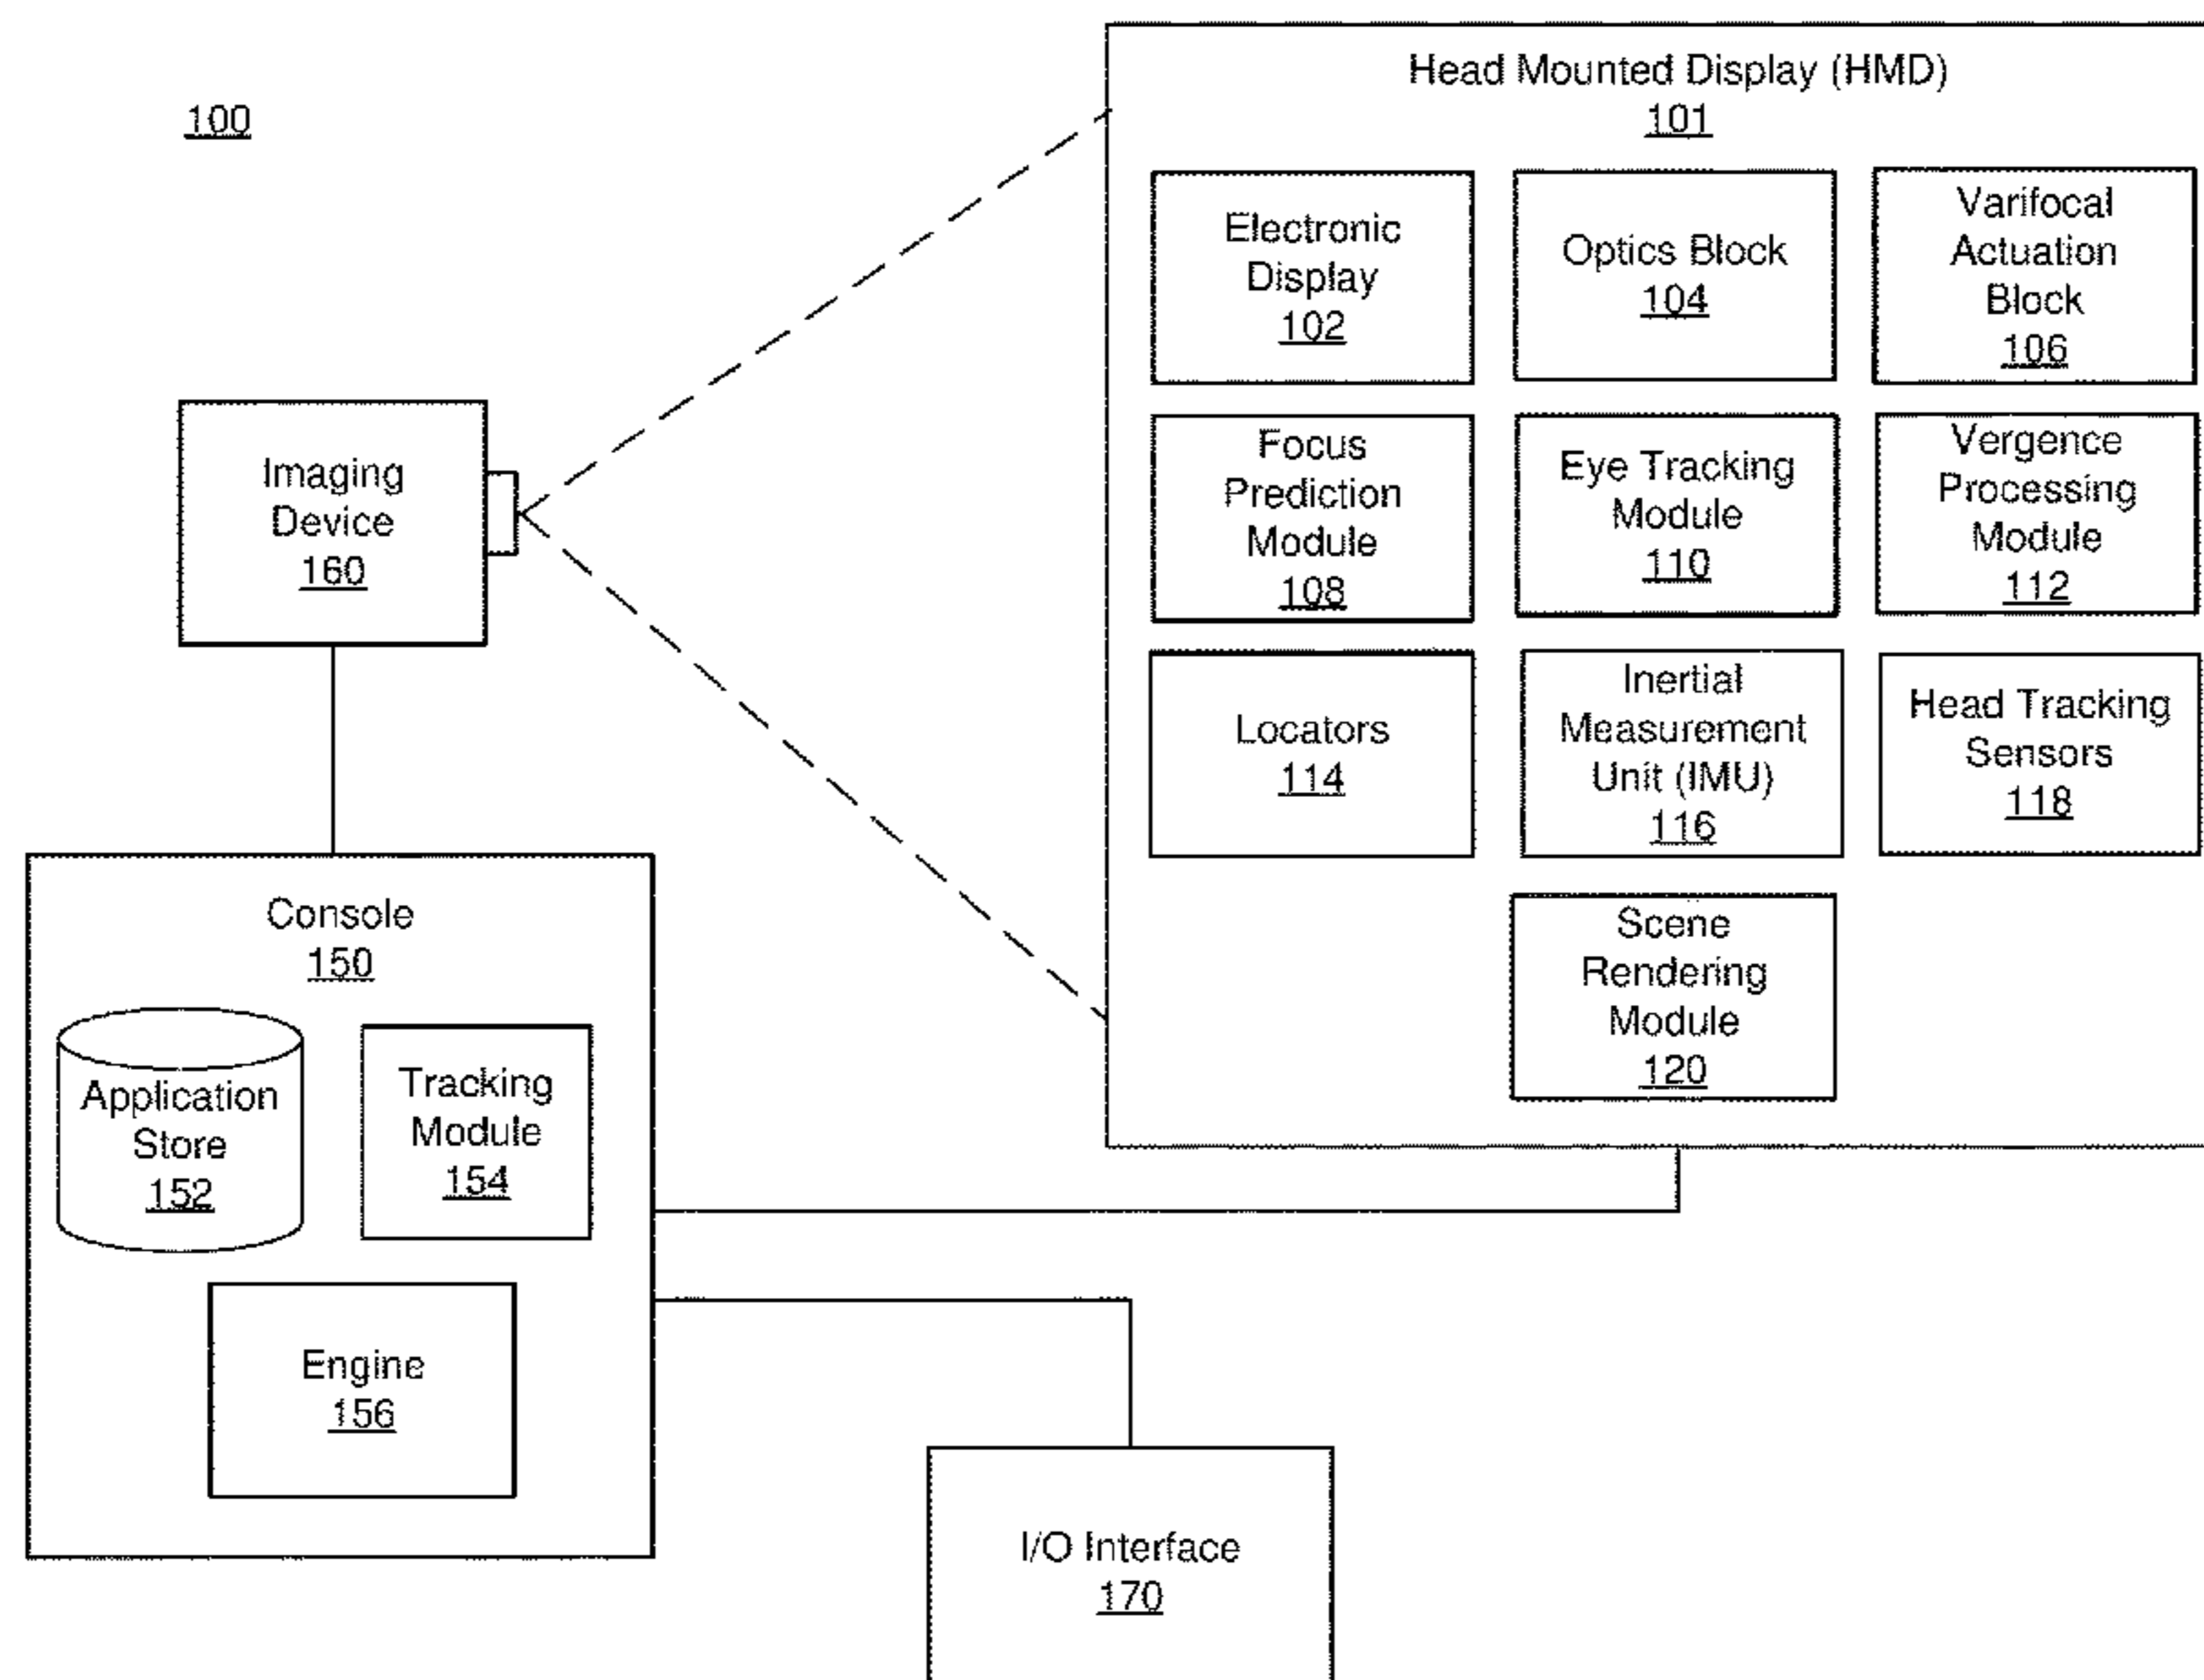 100
Head Mounted Display (HMD)
101
Electronic
Display
102
Optics Block
104
Varifocal
Actuation
Block
106
Focus
Prediction
Module
108
Eye Tracking
Module
110
Vergence
Processing
Module
112
Locators
114
Inertial
Measurement
Unit (IMU)
116
Head Tracking
Sensors
118
Scene
Rendering
Module
120
Imaging
Device
160
Console
150
Application
Store
152
Tracking
Module
154
Engine
156
I/O Interface
170